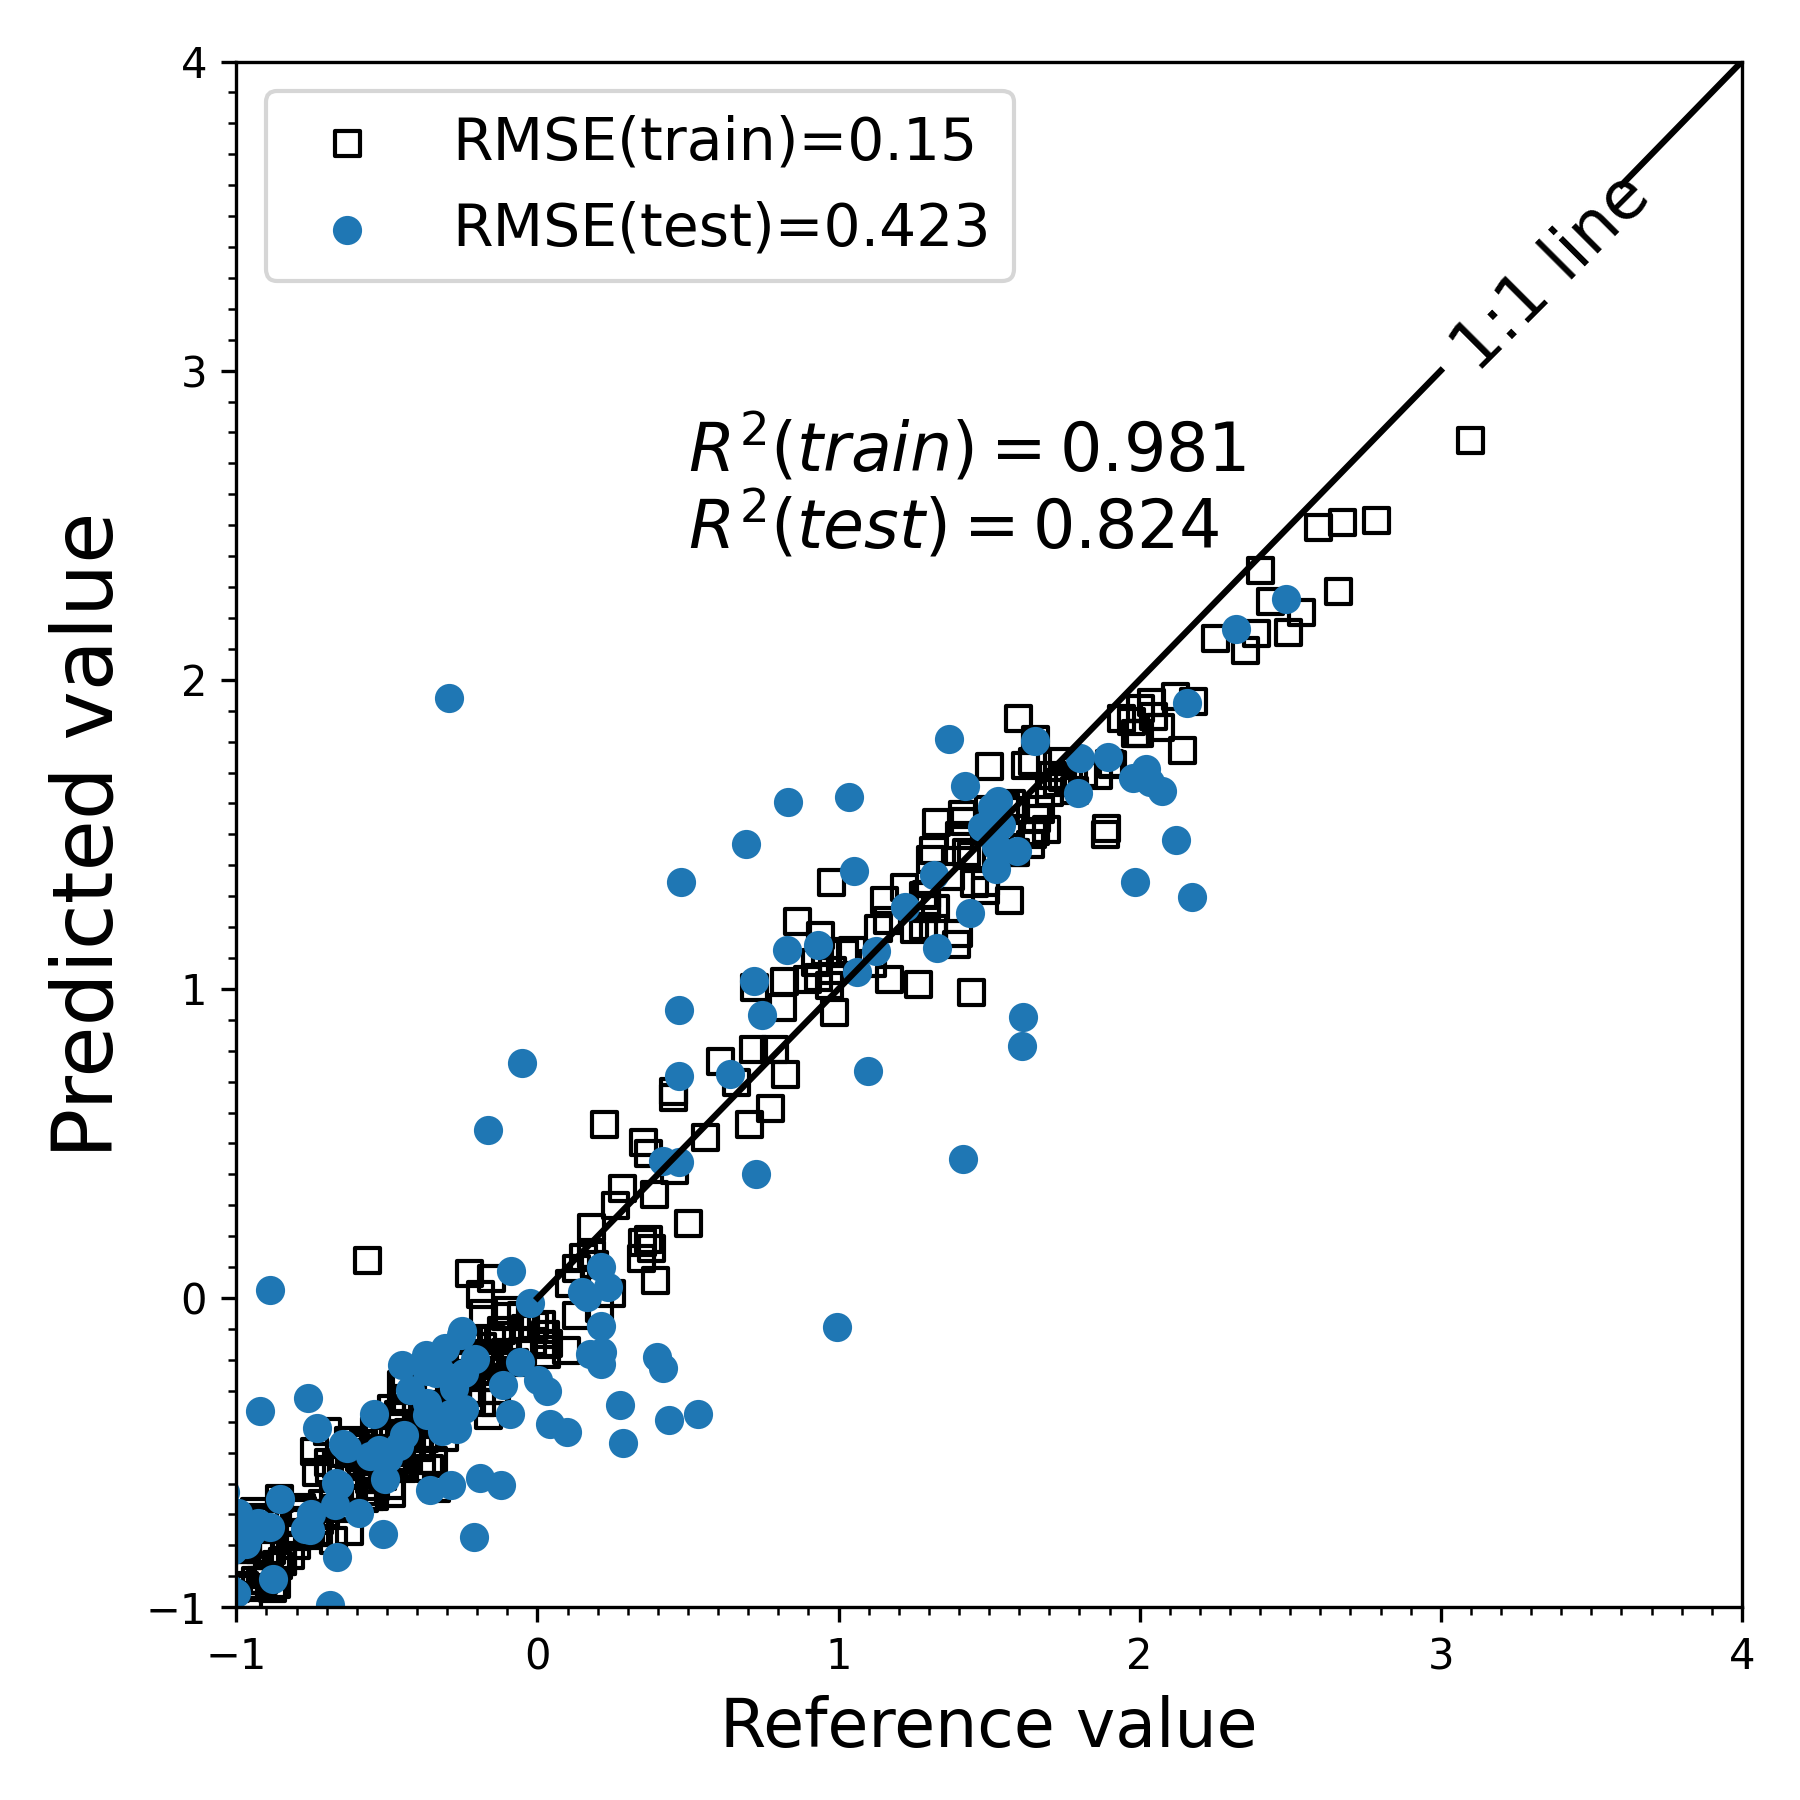 RMSE(train)=0.15
RMSE(test)=0.423
1:1 line
R²(train) = 0.981
R²(test) = 0.824
Predicted value
4
3
2
1
0
−1
−1 0 1 2 3 4
Reference value